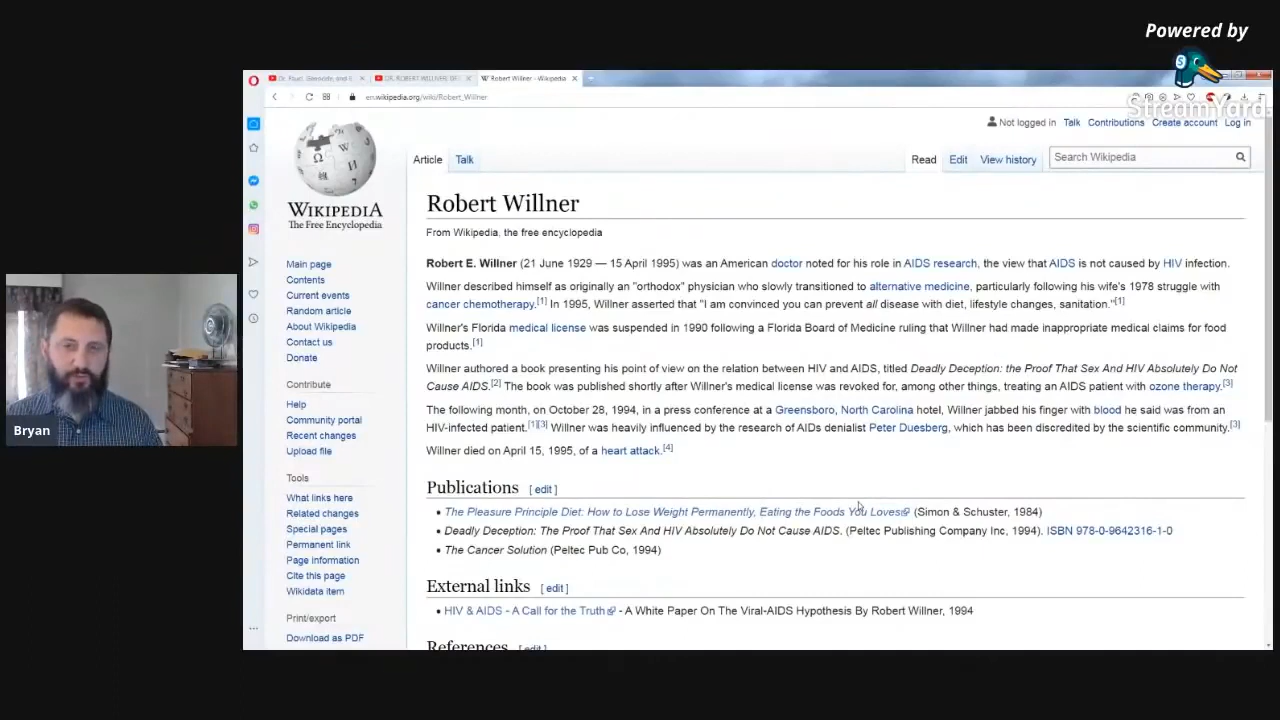 Powered by
StreamYard
Dr. Fauci, Genocide, and
DR. ROBERT WILLNER
Robert Willner - Wikipedia
en.wikipedia.org/wiki/Robert_Willner
Not logged in Talk Contributions Create account Log in
Article Talk
Read Edit View history
Search Wikipedia
WIKIPEDIA
The Free Encyclopedia
Main page
Contents
Current events
Random article
About Wikipedia
Contact us
Donate
Contribute
Help
Community portal
Recent changes
Upload file
Tools
What links here
Related changes
Special pages
Permanent link
Page information
Cite this page
Wikidata item
Print/export
Download as PDF
Robert Willner
From Wikipedia, the free encyclopedia
Robert E. Willner (21 June 1929 — 15 April 1995) was an American doctor noted for his role in AIDS research, the view that AIDS is not caused by HIV infection.
Willner described himself as originally an "orthodox" physician who slowly transitioned to alternative medicine, particularly following his wife's 1978 struggle with
cancer chemotherapy.[1] In 1995, Willner asserted that "I am convinced you can prevent all disease with diet, lifestyle changes, sanitation."[1]
Willner's Florida medical license was suspended in 1990 following a Florida Board of Medicine ruling that Willner had made inappropriate medical claims for food
products.[1]
Willner authored a book presenting his point of view on the relation between HIV and AIDS, titled Deadly Deception: the Proof That Sex And HIV Absolutely Do Not
Cause AIDS.[2] The book was published shortly after Willner's medical license was revoked for, among other things, treating an AIDS patient with ozone therapy.[3]
The following month, on October 28, 1994, in a press conference at a Greensboro, North Carolina hotel, Willner jabbed his finger with blood he said was from an
HIV-infected patient.[1][3] Willner was heavily influenced by the research of AIDs denialist Peter Duesberg, which has been discredited by the scientific community.[3]
Willner died on April 15, 1995, of a heart attack.[4]
Publications [ edit ]
• The Pleasure Principle Diet: How to Lose Weight Permanently, Eating the Foods You Loves (Simon & Schuster, 1984)
• Deadly Deception: The Proof That Sex And HIV Absolutely Do Not Cause AIDS. (Peltec Publishing Company Inc, 1994). ISBN 978-0-9642316-1-0
• The Cancer Solution (Peltec Pub Co, 1994)
External links [ edit ]
• HIV & AIDS - A Call for the Truth - A White Paper On The Viral-AIDS Hypothesis By Robert Willner, 1994
References [ edit ]
Bryan